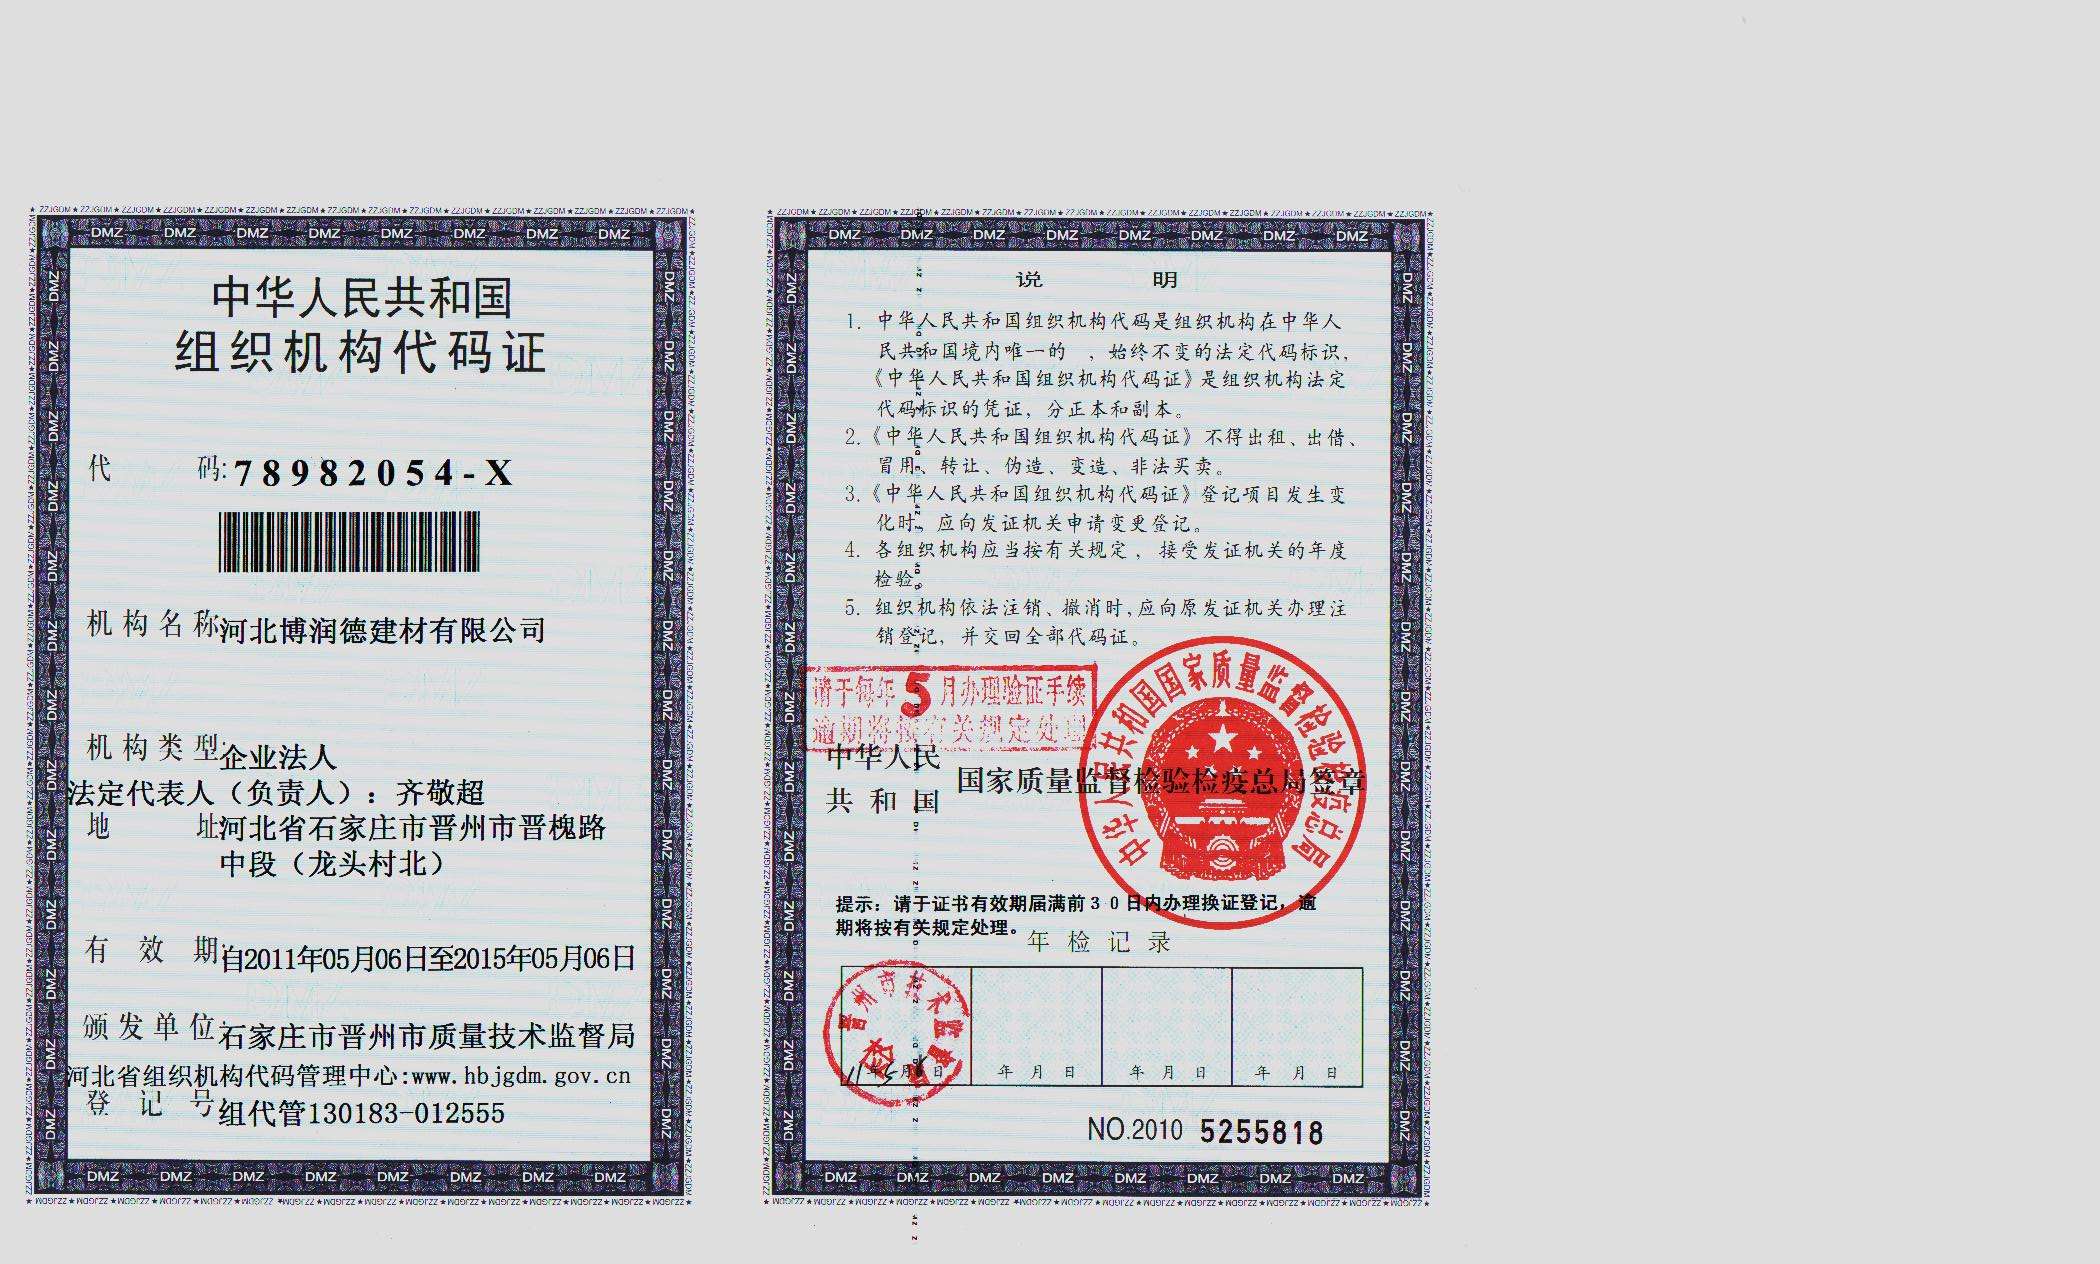 中华人民共和国
组织机构代码证
代 码: 78982054-X
机构名称: 河北博润德建材有限公司
机构类型: 企业法人
法定代表人（负责人）: 齐敬超
地 址 河北省石家庄市晋州市晋槐路
中段（龙头村北）
有 效 期: 自2011年05月06日至2015年05月06日
颁发单位: 石家庄市晋州市质量技术监督局
河北省组织机构代码管理中心:www.hbjgdm.gov.cn
登 记 号 组代管130183-012555
说 明
1. 中华人民共和国组织机构代码是组织机构在中华人
民共和国境内唯一的 ，始终不变的法定代码标识，
《中华人民共和国组织机构代码证》是组织机构法定
代码标识的凭证，分正本和副本。
2.《中华人民共和国组织机构代码证》不得出租、出借、
冒用、转让、伪造、变造、非法买卖。
3.《中华人民共和国组织机构代码证》登记项目发生变
化时，应向发证机关申请变更登记。
4. 各组织机构应当按有关规定，接受发证机关的年度
检验。
5. 组织机构依法注销、撤消时，应向原发证机关办理注
销登记，并交回全部代码证。
请于每年5月办理验证手续
逾期将按有关规定处理
中华人民
共和国 国家质量监督检验检疫总局签章
中华人民共和国国家质量监督检验检疫总局
提示：请于证书有效期届满前30日内办理换证登记，逾
期将按有关规定处理。
年 检 记 录
年 月 日 年 月 日 年 月 日 年 月 日
NO.2010 5255818
DMZ DMZ DMZ DMZ DMZ DMZ DMZ DMZ